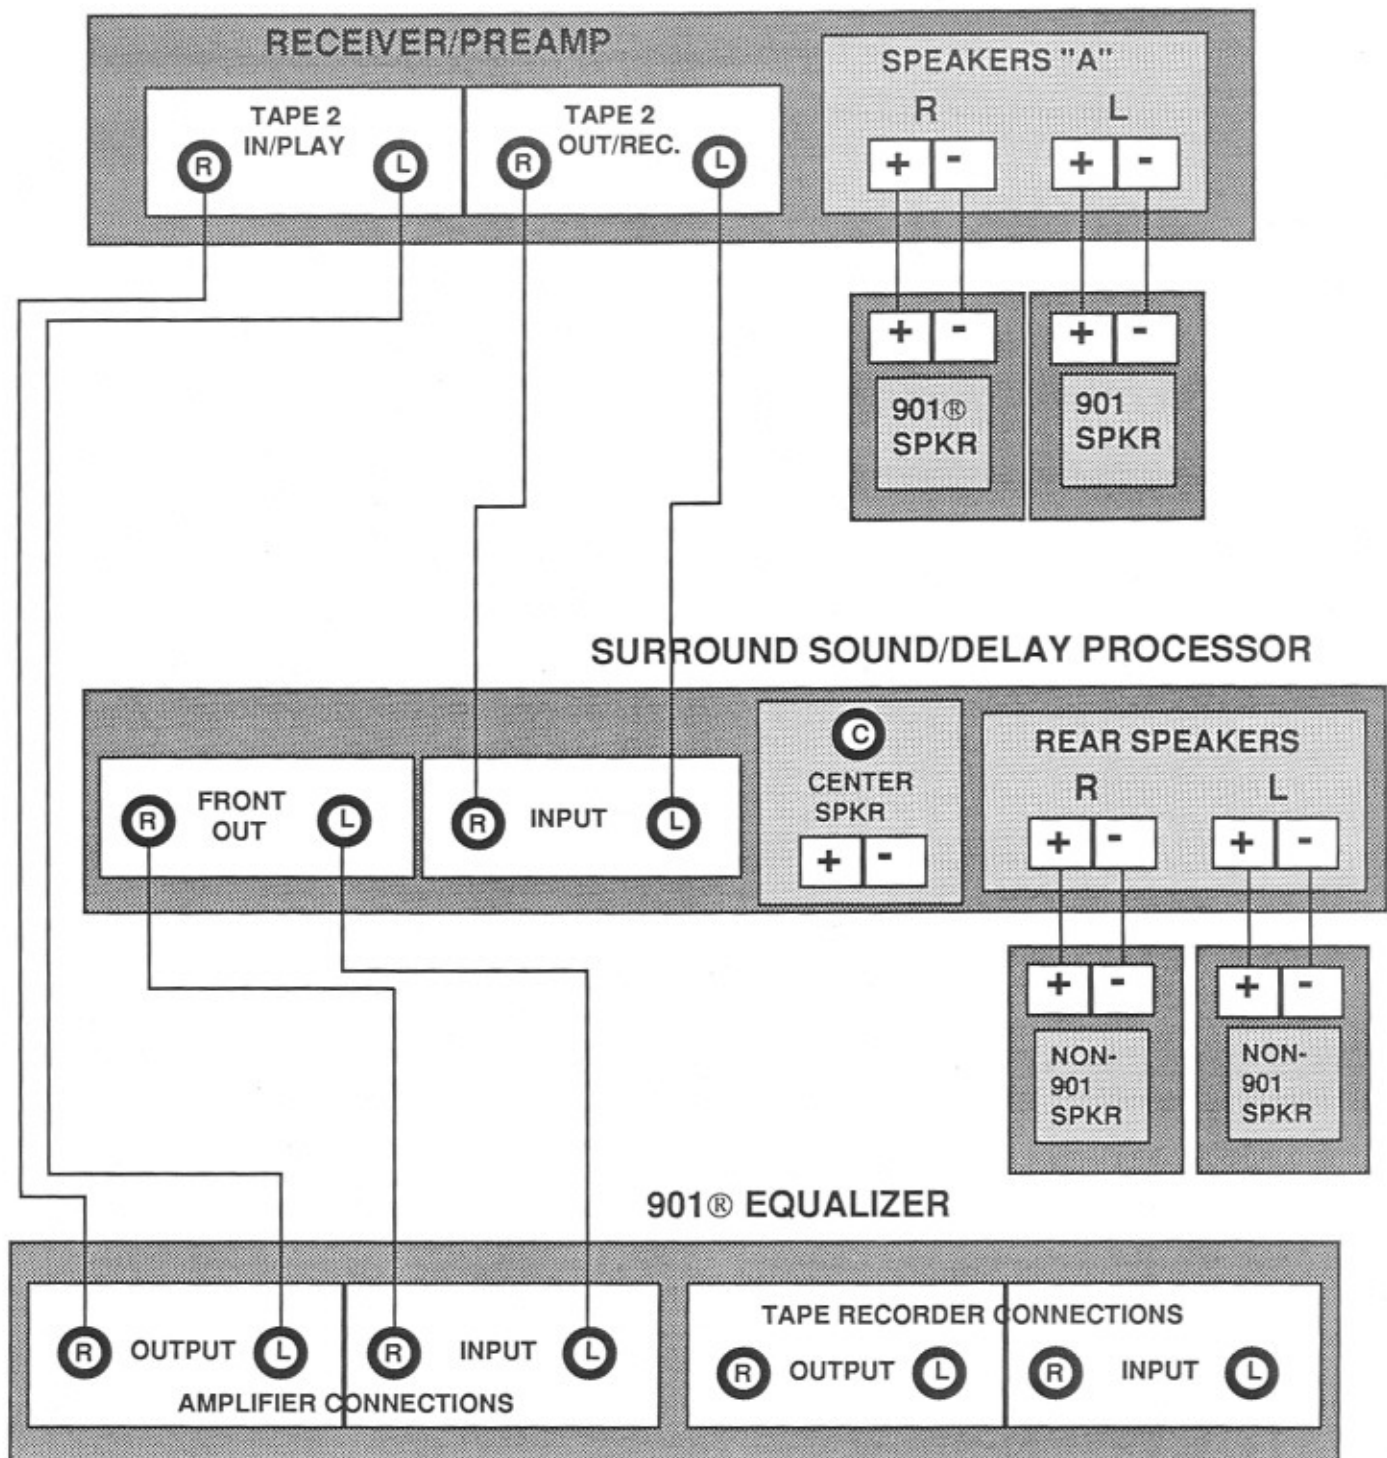 RECEIVER/PREAMP
SPEAKERS "A"
R L
TAPE 2
IN/PLAY
R L
TAPE 2
OUT/REC.
R L
+ - + -
+ - + -
901®
SPKR
901
SPKR
SURROUND SOUND/DELAY PROCESSOR
FRONT
OUT
R L
R INPUT L
C
CENTER
SPKR
+ -
REAR SPEAKERS
R L
+ - + -
+ - + -
NON-
901
SPKR
NON-
901
SPKR
901® EQUALIZER
R OUTPUT L R INPUT L
AMPLIFIER CONNECTIONS
TAPE RECORDER CONNECTIONS
R OUTPUT L R INPUT L